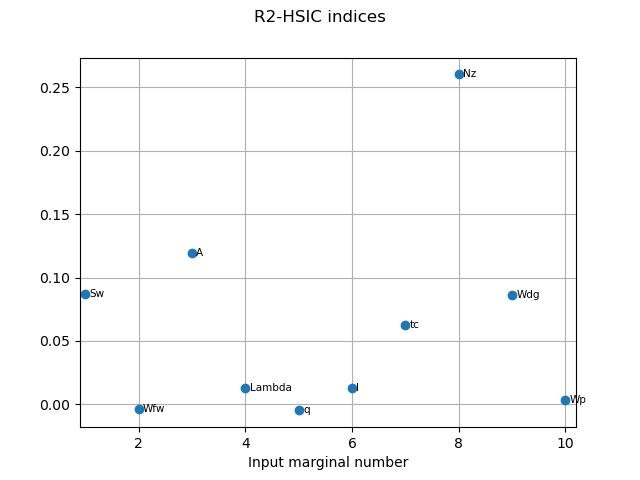 R2-HSIC indices
0.25
0.20
0.15
0.10
0.05
0.00
Nz
A
Sw
Wdg
tc
Lambda
l
Wp
Wfw
q
2
4
6
8
10
Input marginal number